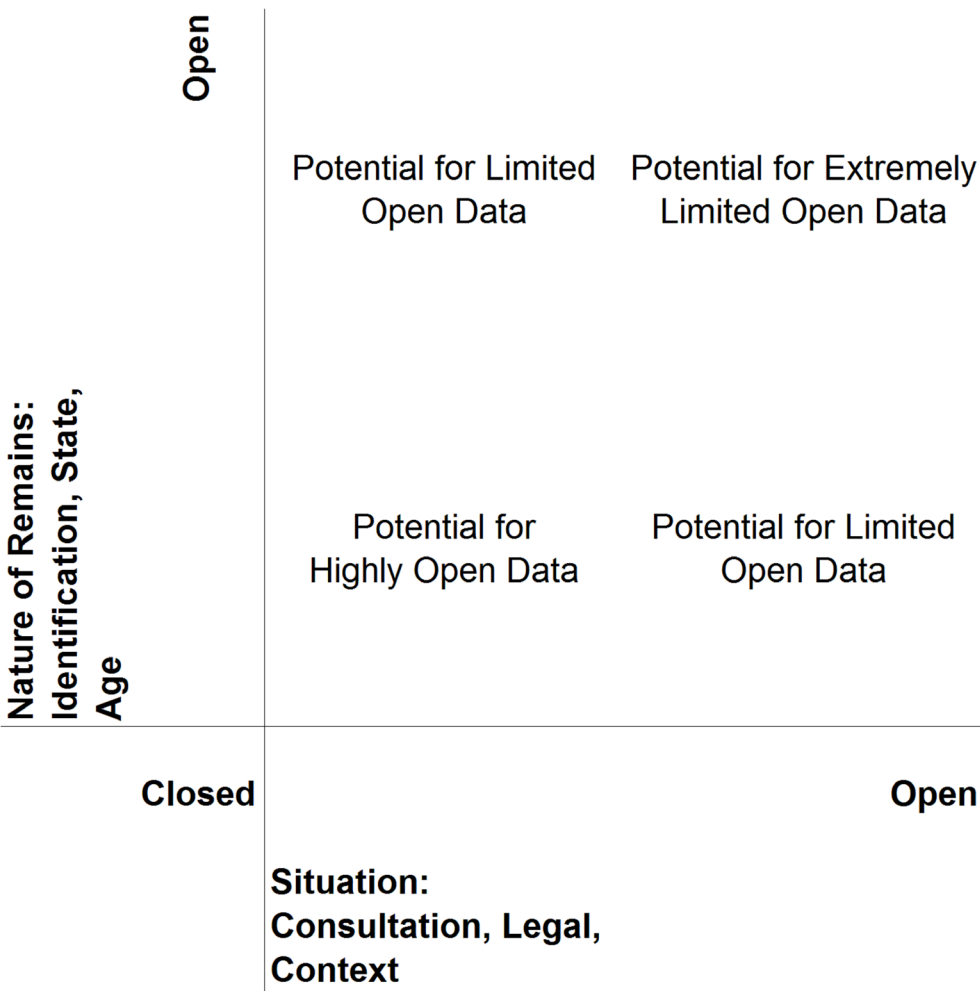 Open
Potential for Limited
Open Data
Potential for Extremely
Limited Open Data
Nature of Remains:
Identification, State,
Age
Potential for
Highly Open Data
Potential for Limited
Open Data
Closed
Open
Situation:
Consultation, Legal,
Context